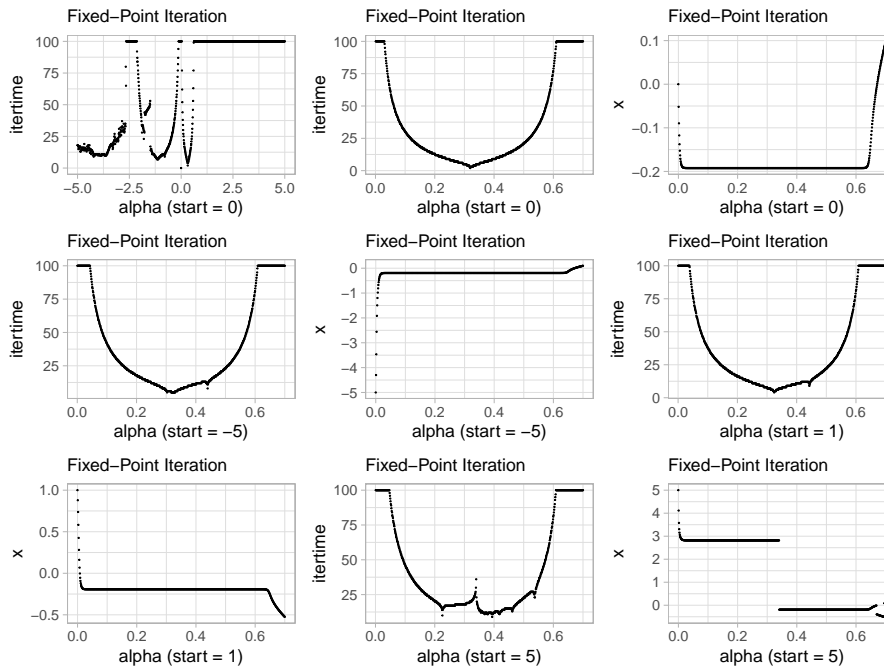 Fixed−Point Iteration
itertime
100
75
50
25
0
−5.0 −2.5 0.0 2.5 5.0
alpha (start = 0)
Fixed−Point Iteration
itertime
100
75
50
25
0
0.0 0.2 0.4 0.6
alpha (start = 0)
Fixed−Point Iteration
x
0.1
0.0
−0.1
−0.2
0.0 0.2 0.4 0.6
alpha (start = 0)
Fixed−Point Iteration
itertime
100
75
50
25
0.0 0.2 0.4 0.6
alpha (start = −5)
Fixed−Point Iteration
x
0
−1
−2
−3
−4
−5
0.0 0.2 0.4 0.6
alpha (start = −5)
Fixed−Point Iteration
itertime
100
75
50
25
0
0.0 0.2 0.4 0.6
alpha (start = 1)
Fixed−Point Iteration
x
1.0
0.5
0.0
−0.5
0.0 0.2 0.4 0.6
alpha (start = 1)
Fixed−Point Iteration
itertime
100
75
50
25
0.0 0.2 0.4 0.6
alpha (start = 5)
Fixed−Point Iteration
x
5
4
3
2
1
0
0.0 0.2 0.4 0.6
alpha (start = 5)